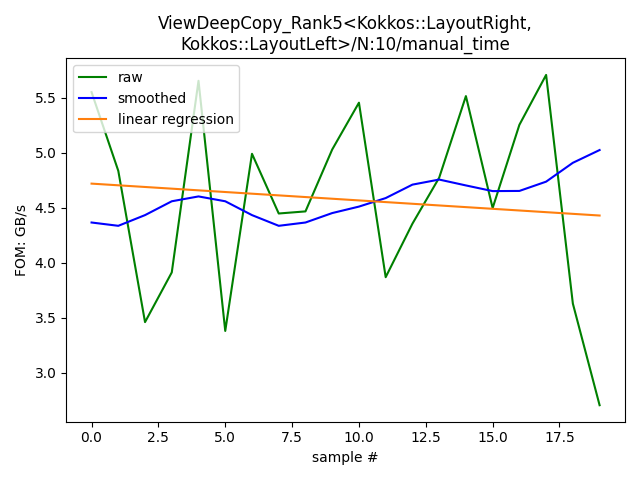 ViewDeepCopy_Rank5<Kokkos::LayoutRight,
Kokkos::LayoutLeft>/N:10/manual_time
raw
smoothed
linear regression
FOM: GB/s
5.5
5.0
4.5
4.0
3.5
3.0
0.0 2.5 5.0 7.5 10.0 12.5 15.0 17.5
sample #